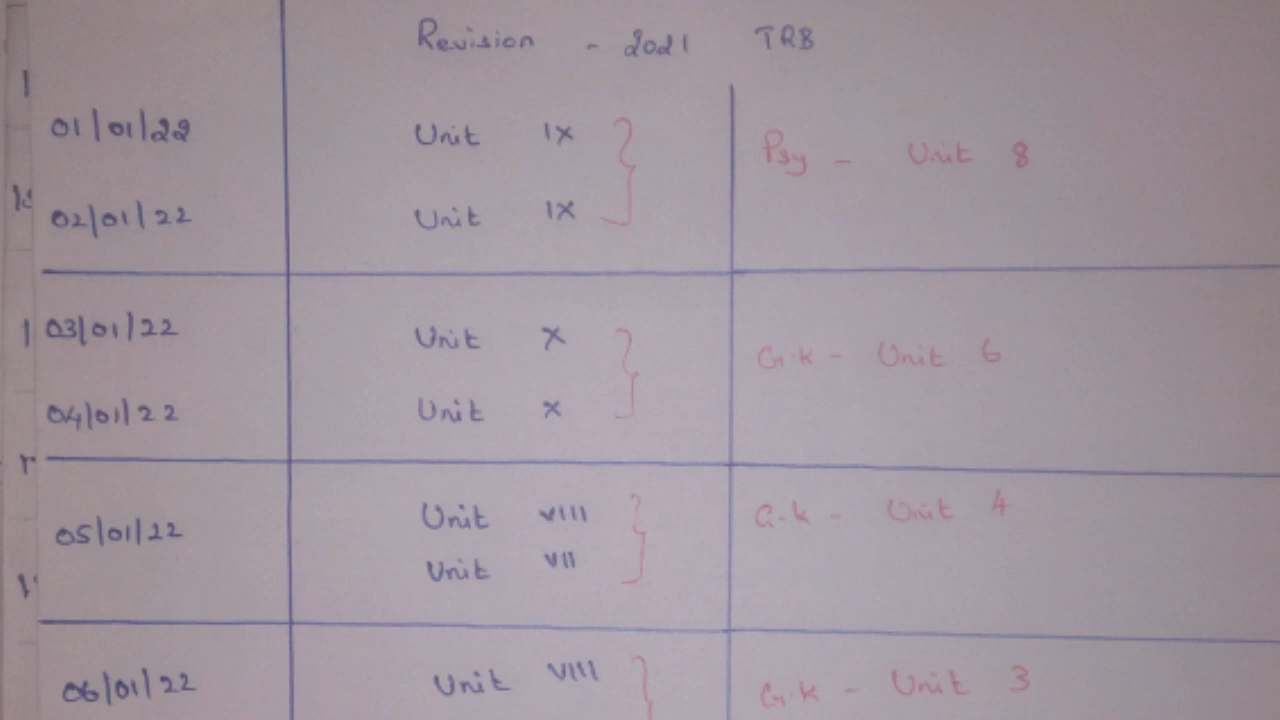 Revision - 2021 TRB
01/01/22 Unit IX
Psy - Unit 8
02/01/22 Unit IX
03/01/22 Unit X
G.K - Unit 6
04/01/22 Unit X
05/01/22 Unit VIII G.K - Unit 4
Unit VII
06/01/22 Unit VIII G.K - Unit 3